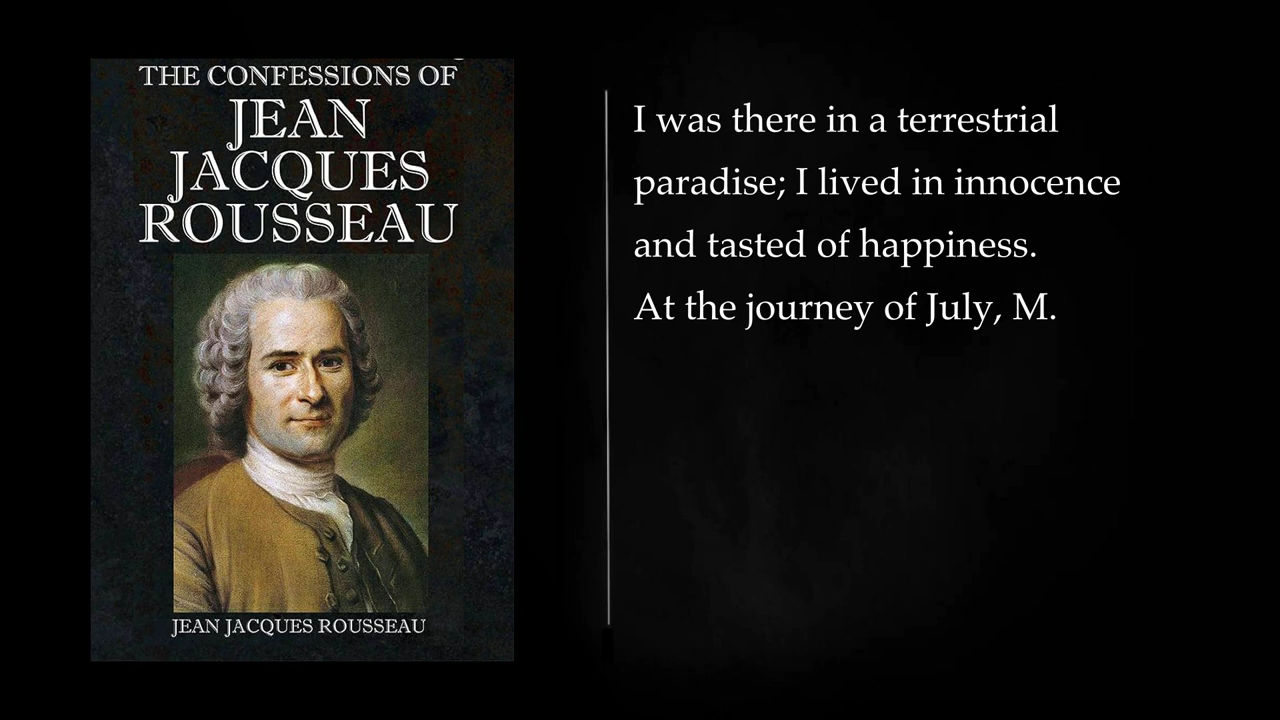 THE CONFESSIONS OF
JEAN
JACQUES
ROUSSEAU
JEAN JACQUES ROUSSEAU
I was there in a terrestrial
paradise; I lived in innocence
and tasted of happiness.
At the journey of July, M.